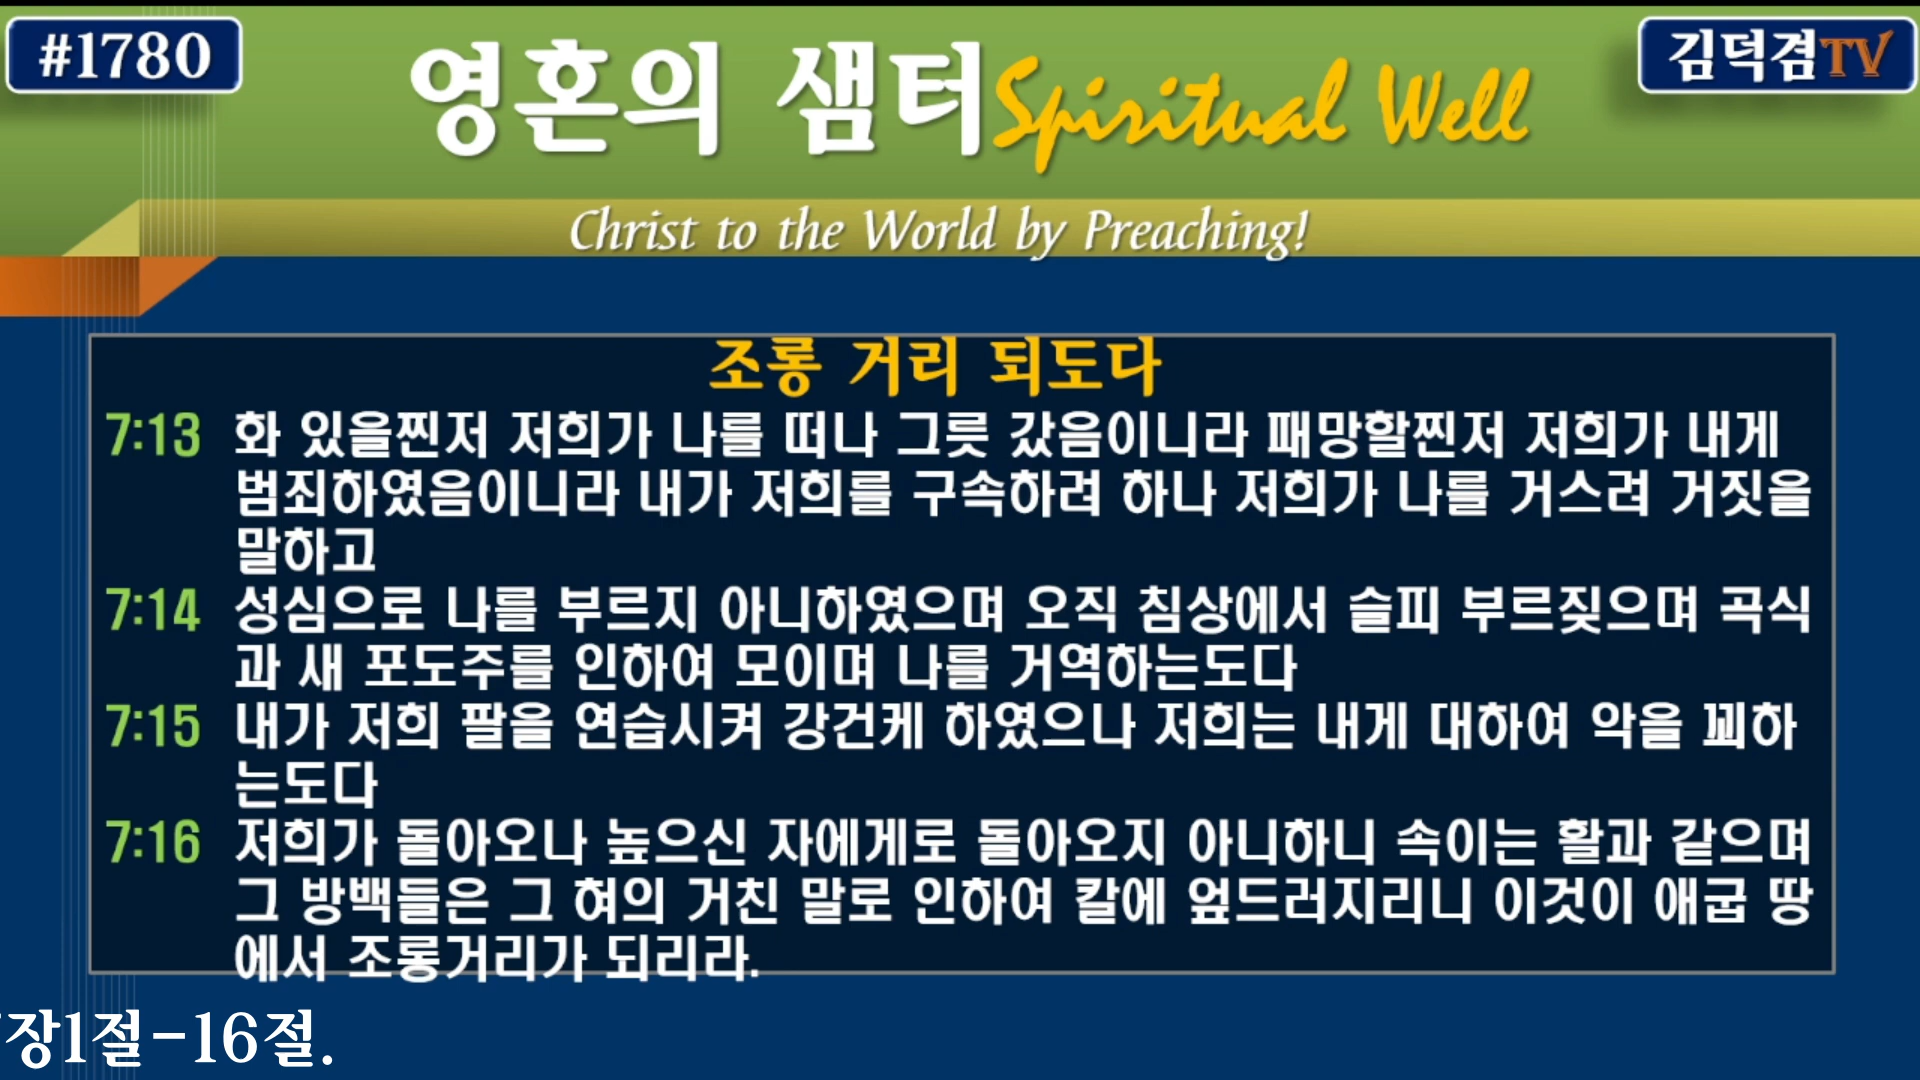 #1780
영혼의 샘터 Spiritual Well
김덕겸TV
Christ to the World by Preaching!
조롱 거리 되도다
7:13 화 있을찐저 저희가 나를 떠나 그릇 갔음이니라 패망할찐저 저희가 내게
범죄하였음이니라 내가 저희를 구속하려 하나 저희가 나를 거스려 거짓을
말하고
7:14 성심으로 나를 부르지 아니하였으며 오직 침상에서 슬피 부르짖으며 곡식
과 새 포도주를 인하여 모이며 나를 거역하는도다
7:15 내가 저희 팔을 연습시켜 강건케 하였으나 저희는 내게 대하여 악을 꾀하
는도다
7:16 저희가 돌아오나 높으신 자에게로 돌아오지 아니하니 속이는 활과 같으며
그 방백들은 그 혀의 거친 말로 인하여 칼에 엎드러지리니 이것이 애굽 땅
에서 조롱거리가 되리라.
장1절-16절.